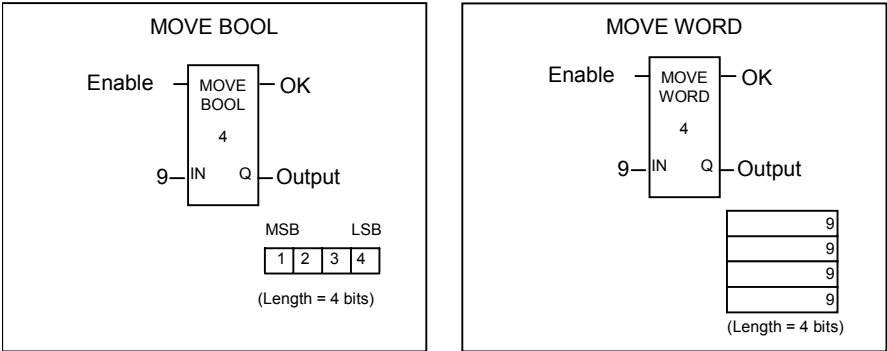 MOVE BOOL
Enable
MOVE
BOOL
OK
4
9
IN
Q
Output
MSB
LSB
1 2 3 4
(Length = 4 bits)
MOVE WORD
Enable
MOVE
WORD
OK
4
9
IN
Q
Output
9
9
9
9
(Length = 4 bits)